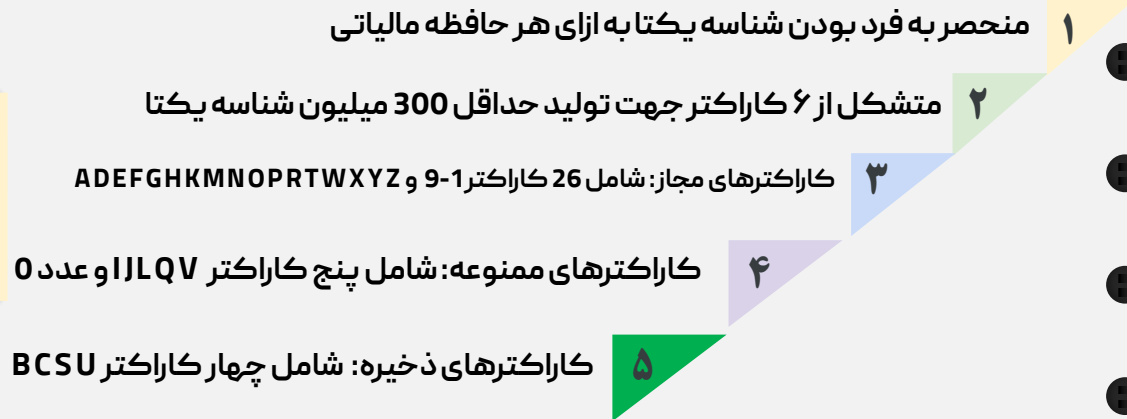 ۱ منحصر به فرد بودن شناسه یکتا به ازای هر حافظه مالیاتی
۲ متشکل از ۶ کاراکتر جهت تولید حداقل 300 میلیون شناسه یکتا
۳ کاراکترهای مجاز: شامل 26 کاراکتر 1-9 و ADEFGHKMNOPRTWXYZ
۴ کاراکترهای ممنوعه: شامل پنج کاراکتر IJLQV و عدد 0
۵ کاراکترهای ذخیره: شامل چهار کاراکتر BCSU